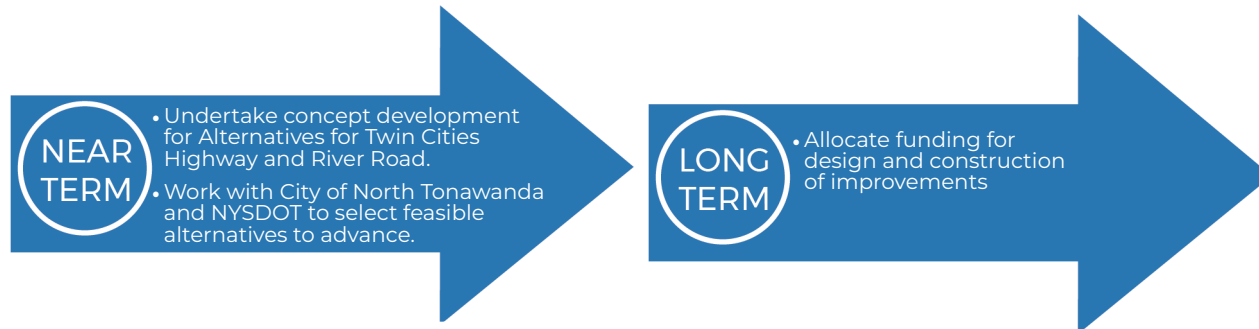 NEAR
TERM
• Undertake concept development
for Alternatives for Twin Cities
Highway and River Road.
• Work with City of North Tonawanda
and NYSDOT to select feasible
alternatives to advance.
LONG
TERM
• Allocate funding for
design and construction
of improvements